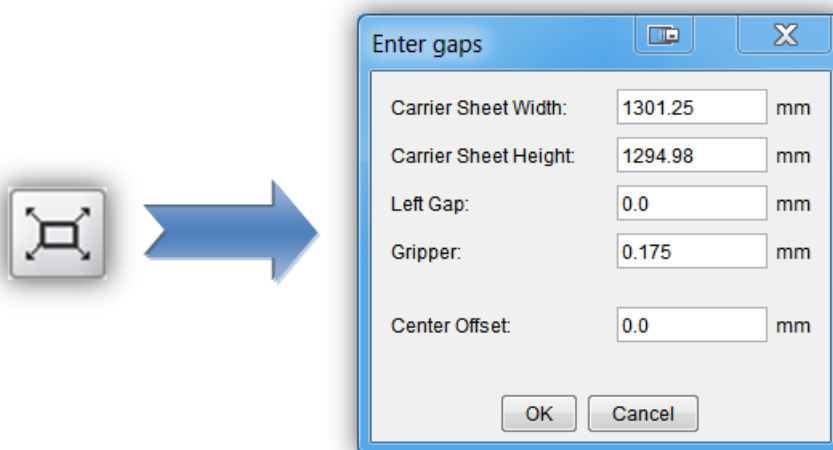 Enter gaps
Carrier Sheet Width: 1301.25 mm
Carrier Sheet Height: 1294.98 mm
Left Gap: 0.0 mm
Gripper: 0.175 mm
Center Offset: 0.0 mm
OK Cancel